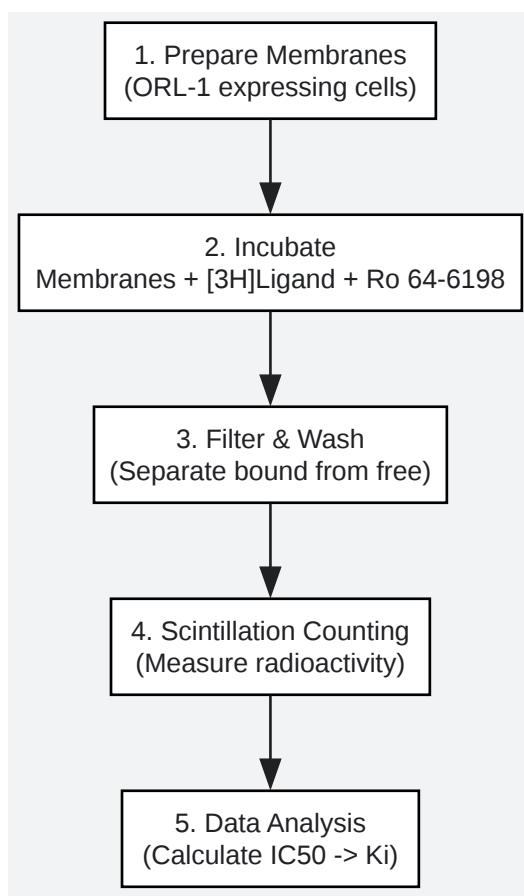 1. Prepare Membranes
(ORL-1 expressing cells)
2. Incubate
Membranes + [3H]Ligand + Ro 64-6198
3. Filter & Wash
(Separate bound from free)
4. Scintillation Counting
(Measure radioactivity)
5. Data Analysis
(Calculate IC50 -> Ki)